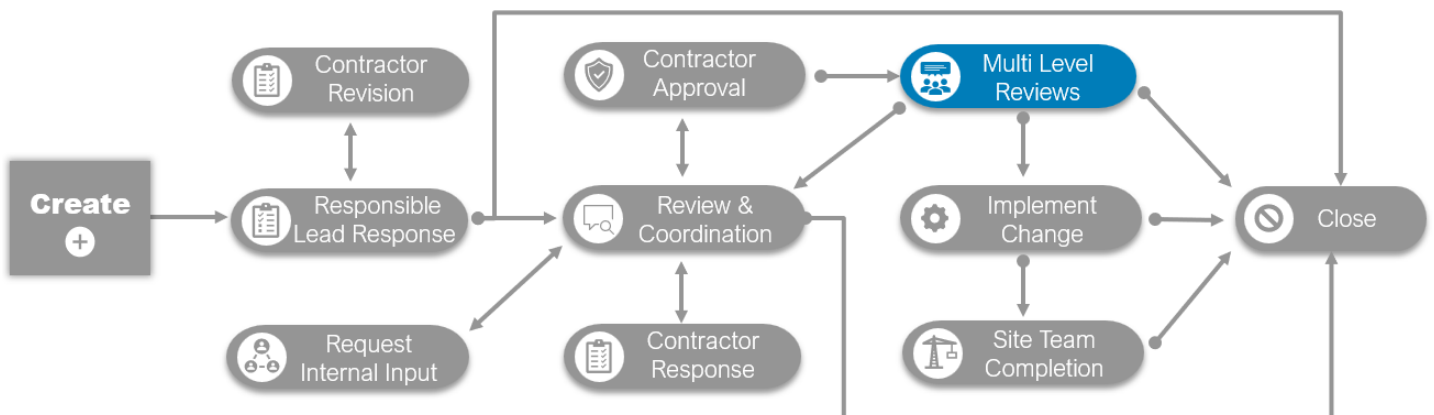 Contractor
Revision
Contractor
Approval
Multi Level
Reviews
Create
Responsible
Lead Response
Review &
Coordination
Implement
Change
Close
Request
Internal Input
Contractor
Response
Site Team
Completion